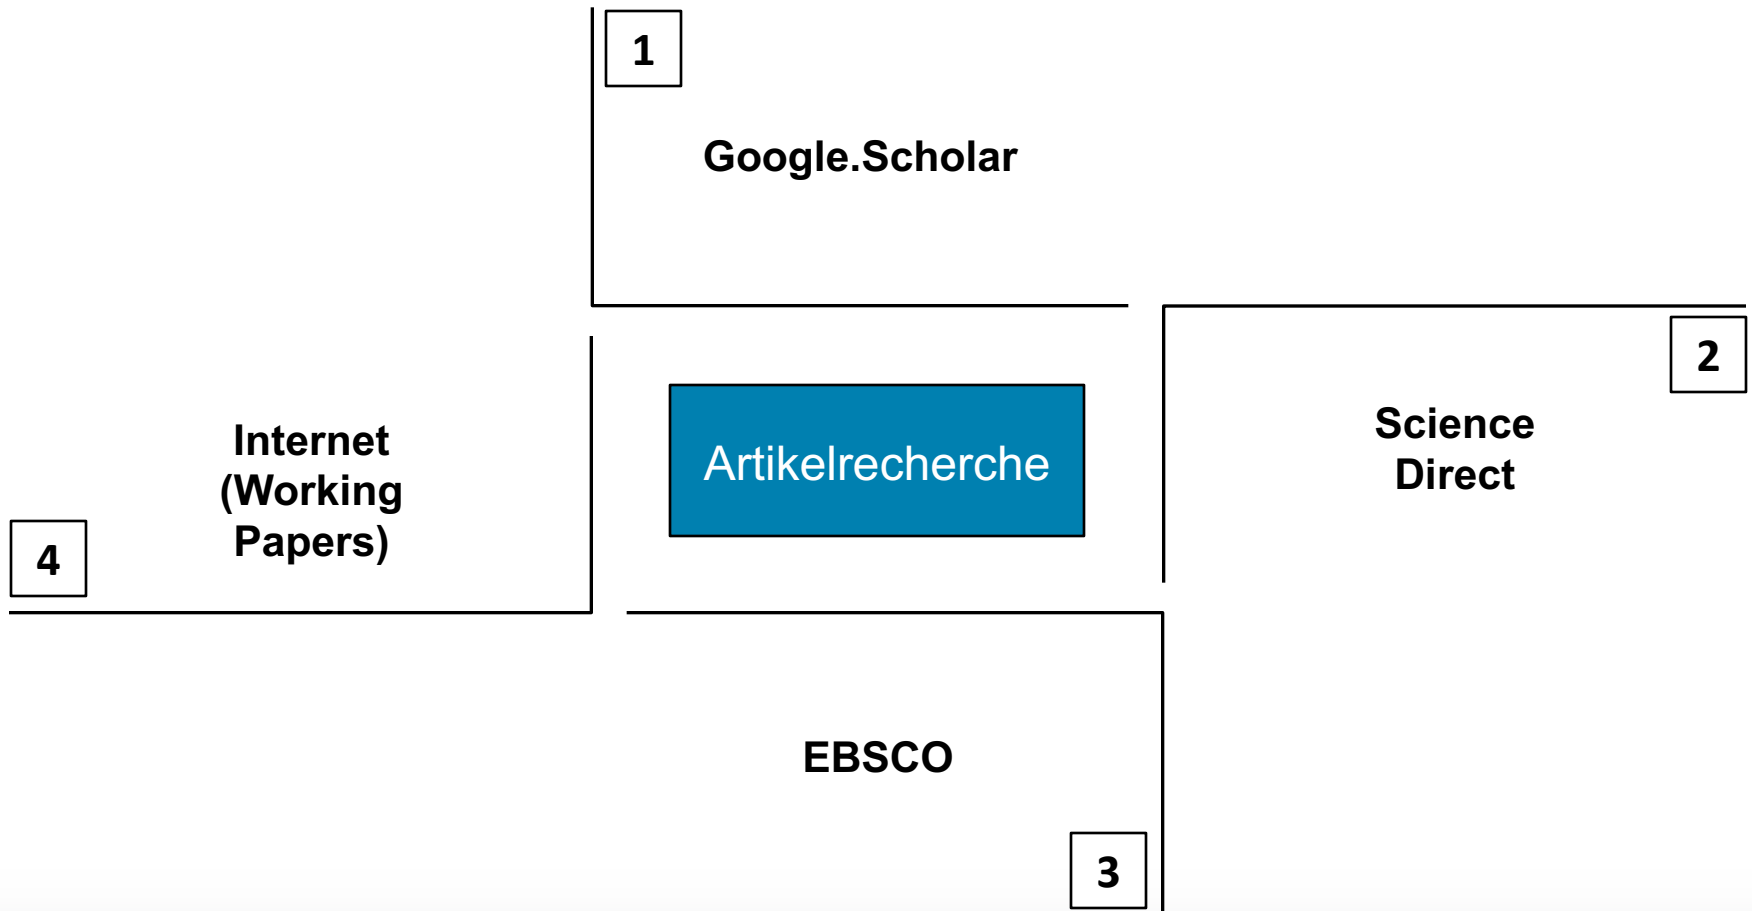 1
Google.Scholar
2
Science
Direct
Artikelrecherche
Internet
(Working
Papers)
4
EBSCO
3